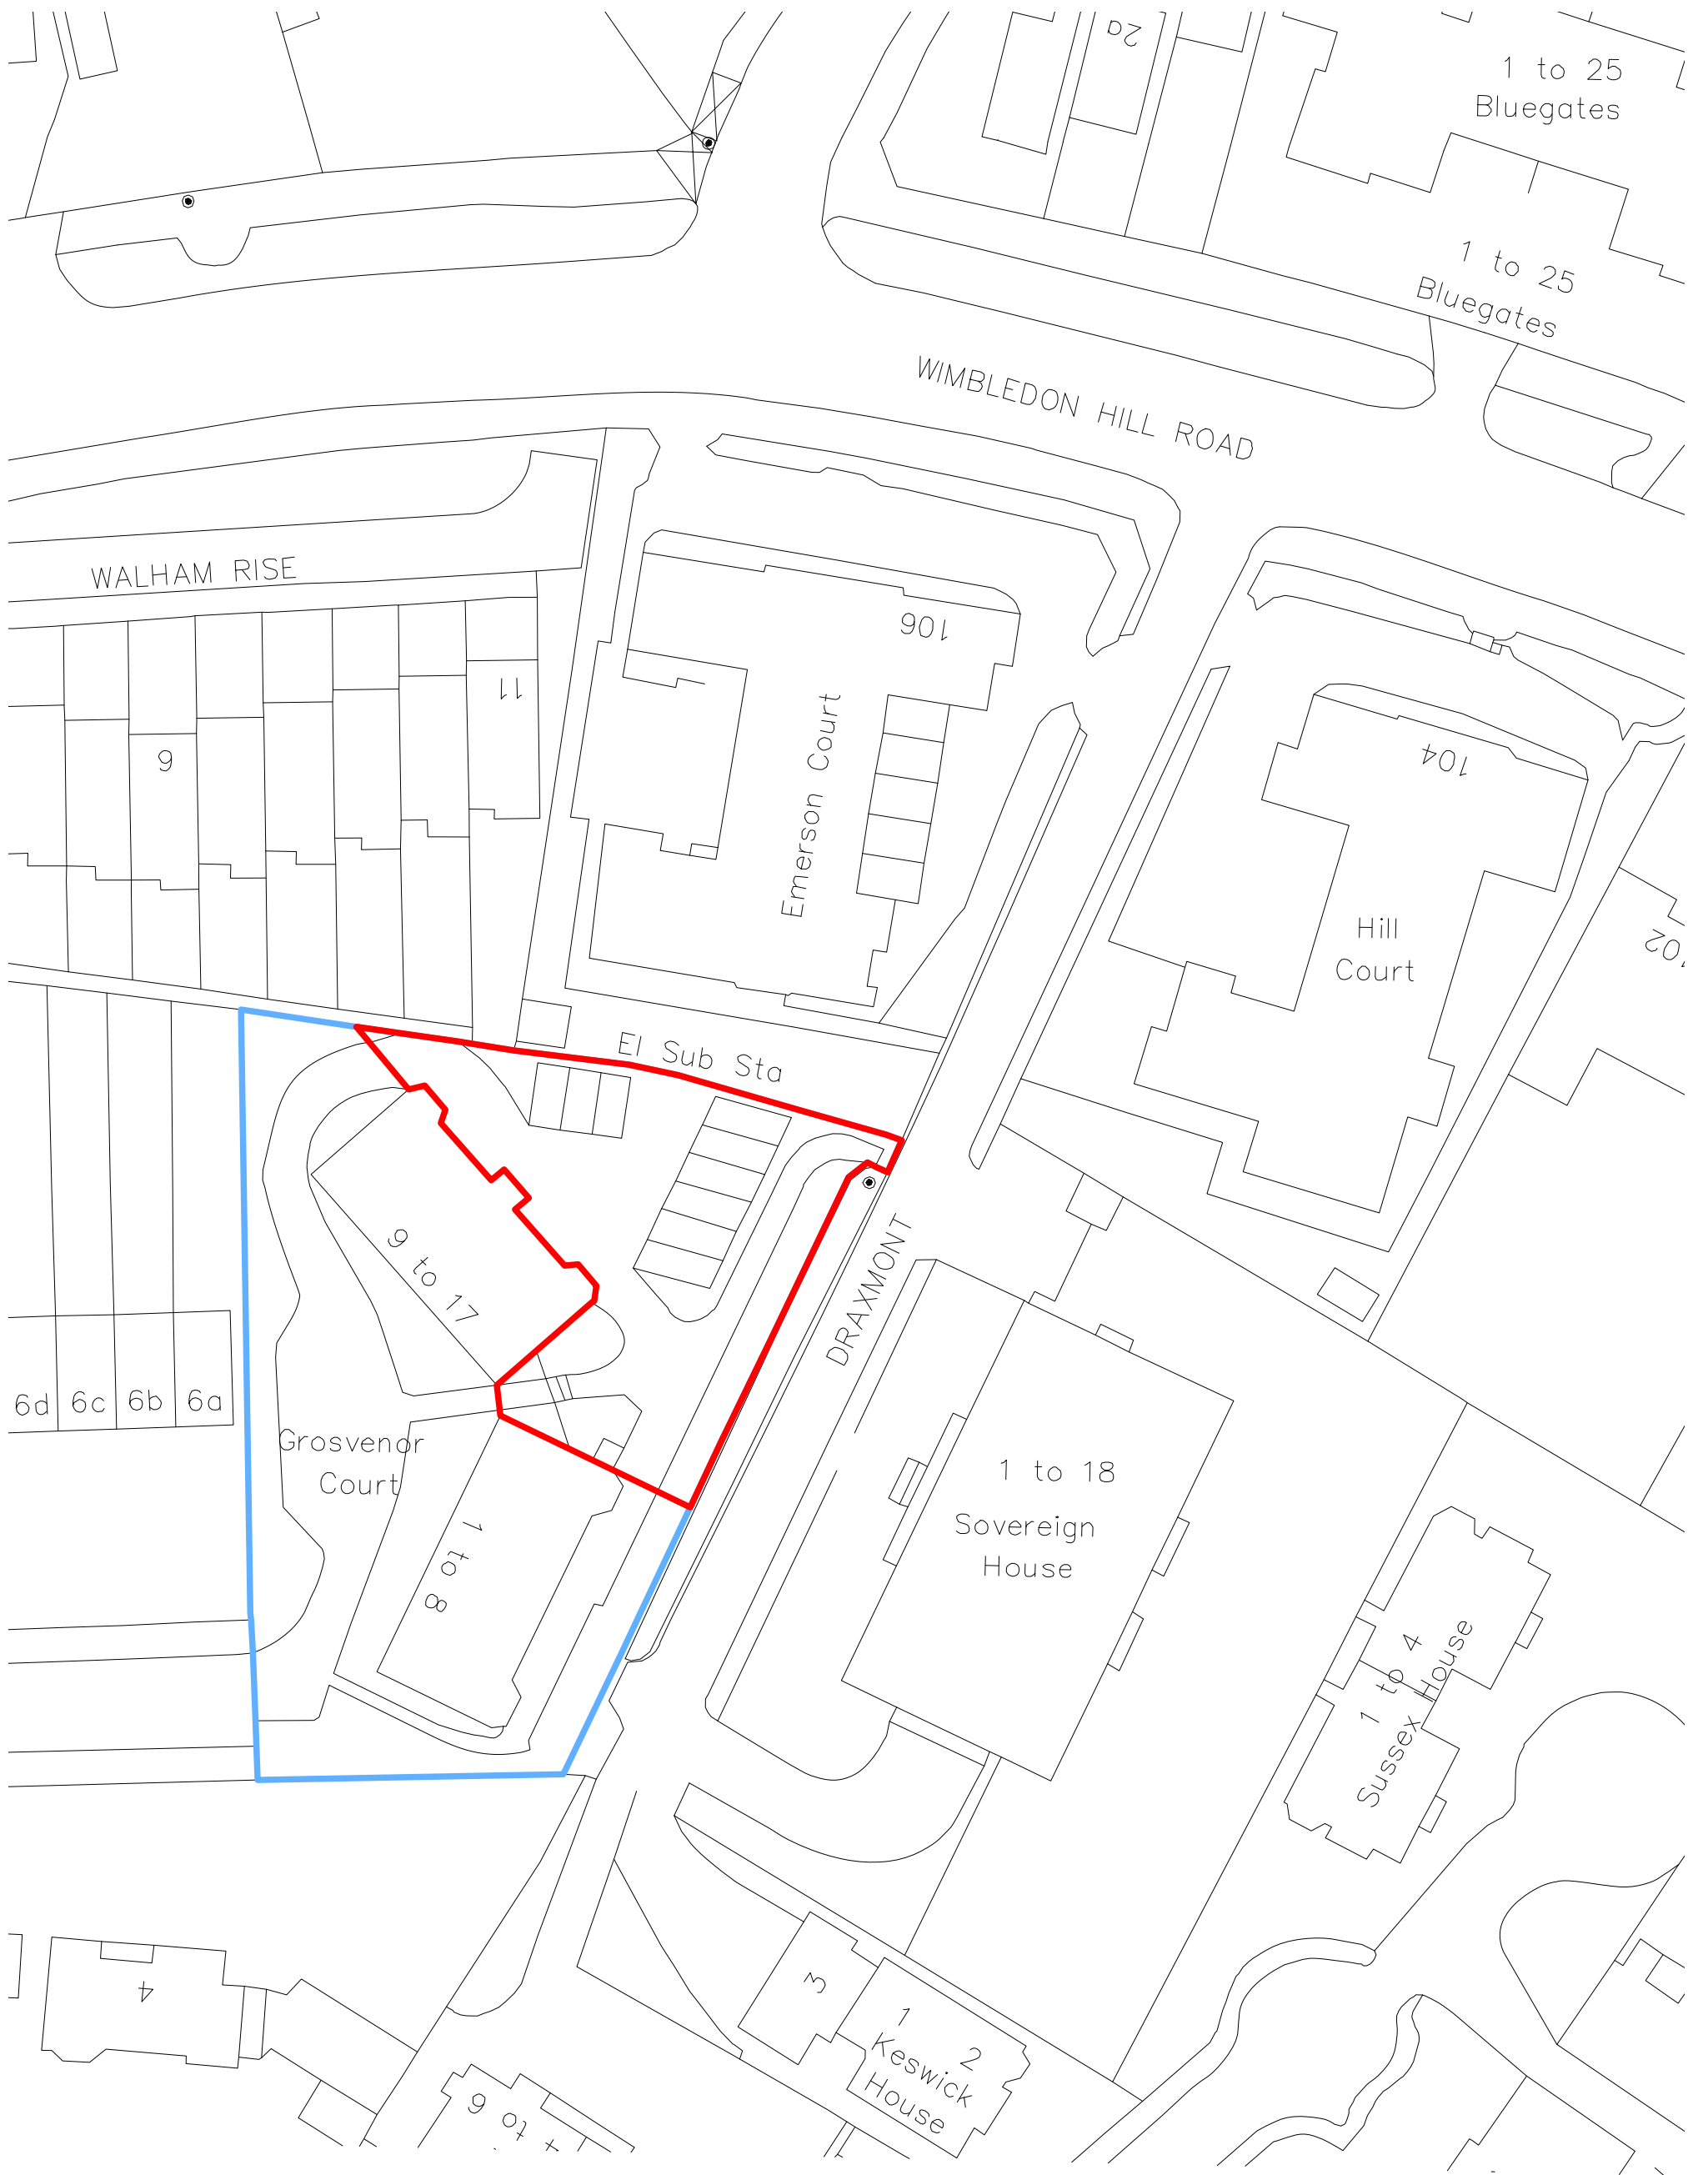 2a
1 to 25
Bluegates
1 to 25
Bluegates
WIMBLEDON HILL ROAD
WALHAM RISE
106
11
9
104
Emerson Court
Hill
Court
102
El Sub Sta
9 to 17
DRAXMONT
6d
6c
6b
6a
Grosvenor
Court
1 to 8
1 to 18
Sovereign
House
1 to 4
Sussex House
4
3
1
2
Keswick
House